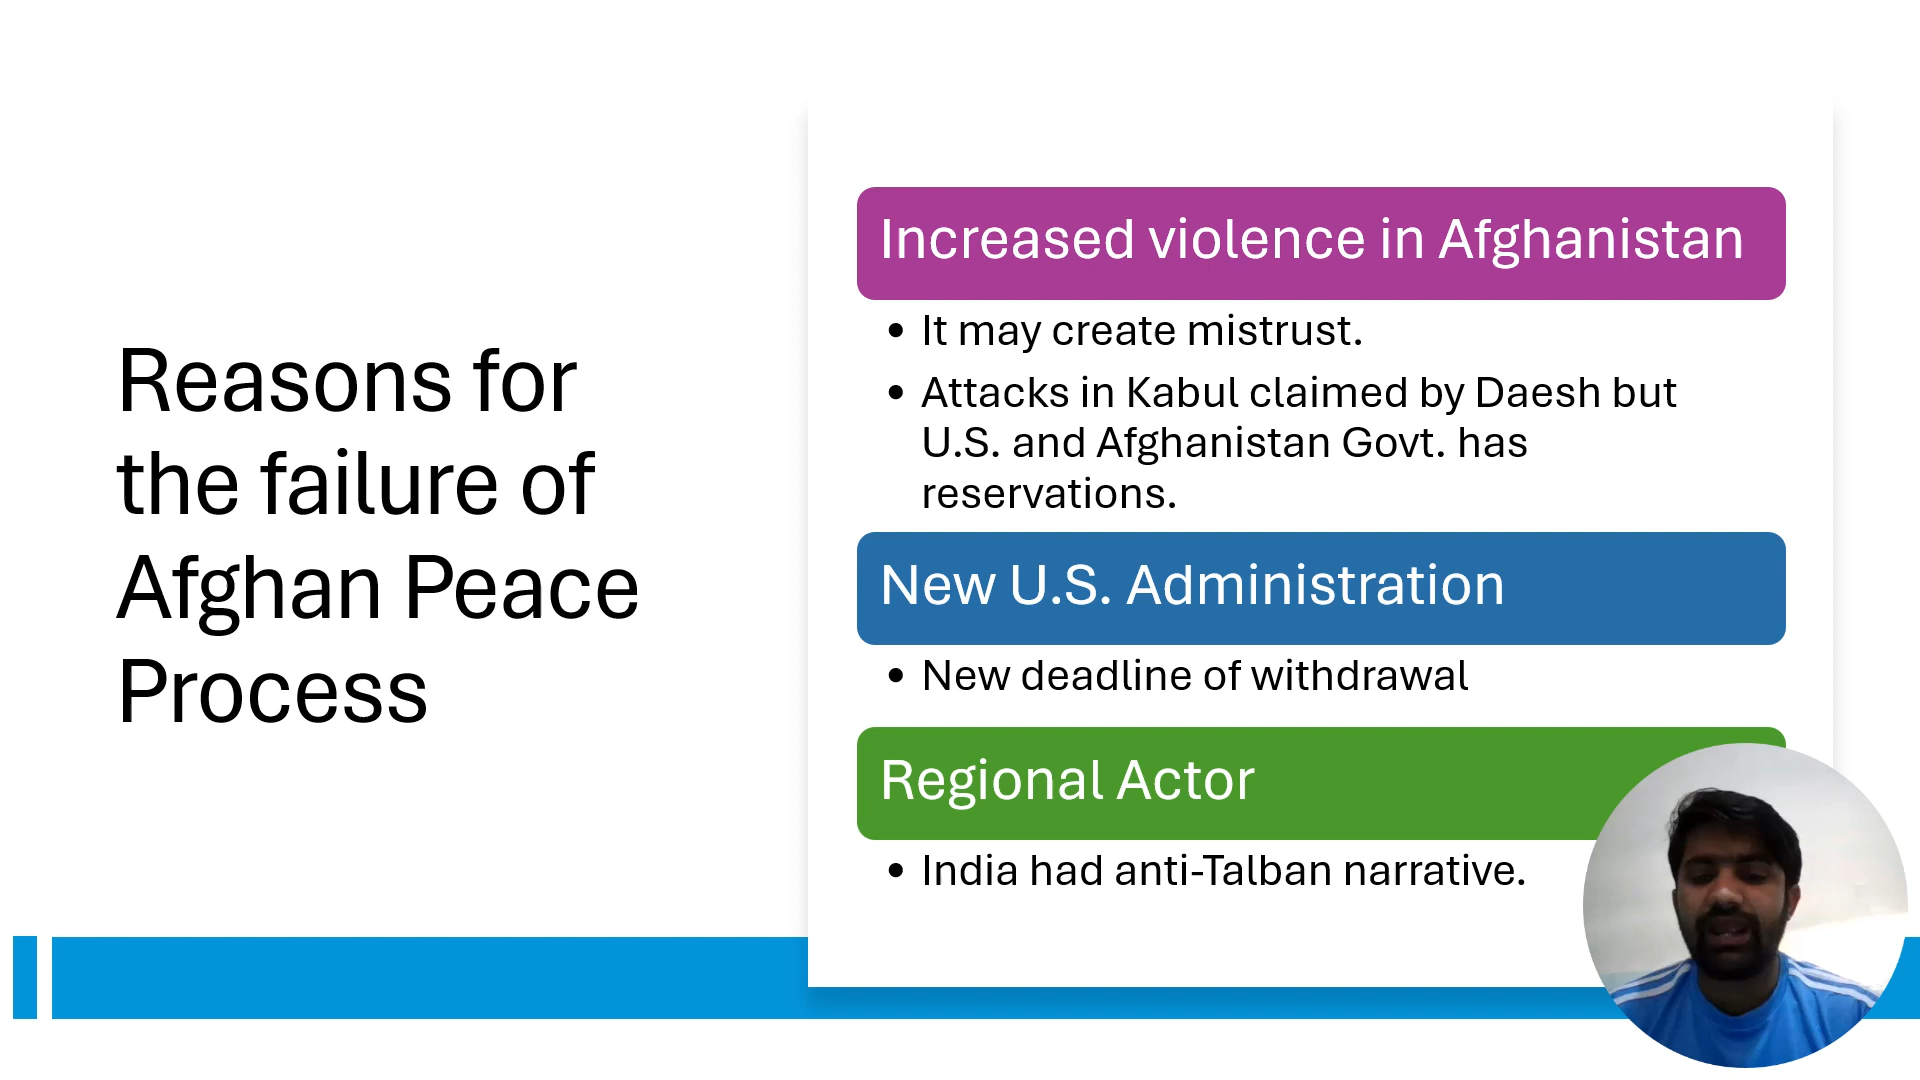 Reasons for
the failure of
Afghan Peace
Process
Increased violence in Afghanistan
• It may create mistrust.
• Attacks in Kabul claimed by Daesh but
U.S. and Afghanistan Govt. has
reservations.
New U.S. Administration
• New deadline of withdrawal
Regional Actor
• India had anti-Talban narrative.